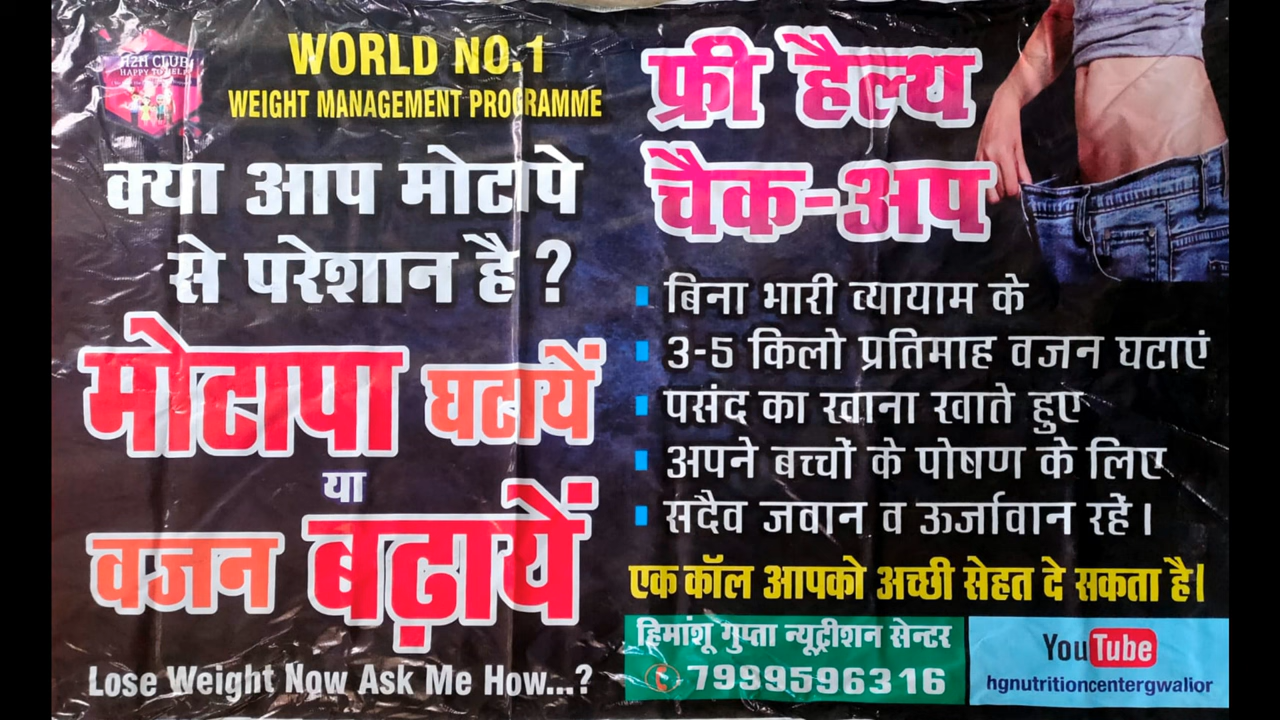 H2H CLUB
HAPPY TO HELP
WORLD NO.1
WEIGHT MANAGEMENT PROGRAMME
क्या आप मोटापे
से परेशान है ?
मोटापा घटायें
या
वजन बढ़ायें
Lose Weight Now Ask Me How...?
फ्री हैल्थ
चैक-अप
बिना भारी व्यायाम के
3-5 किलो प्रतिमाह वजन घटाएं
पसंद का खाना खाते हुए
अपने बच्चों के पोषण के लिए
सदैव जवान व ऊर्जावान रहें।
एक कॉल आपको अच्छी सेहत दे सकता है।
हिमांशू गुप्ता न्यूट्रीशन सेन्टर
7999596316
YouTube
hgnutritioncentergwalior